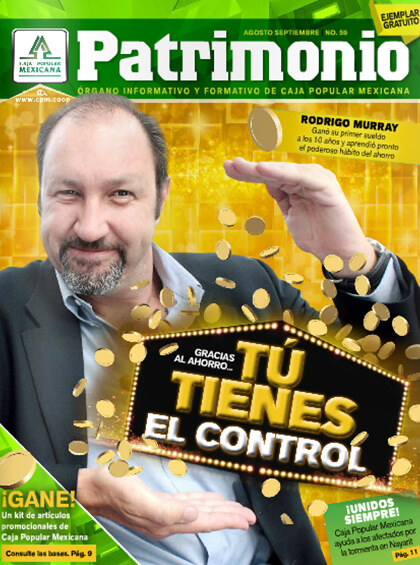 EJEMPLAR
GRATUITO
AGOSTO SEPTIEMBRE NO. 59
CAJA POPULAR
MEXICANA
www.cpm.coop
Patrimonio
ÓRGANO INFORMATIVO Y FORMATIVO DE CAJA POPULAR MEXICANA
RODRIGO MURRAY
Ganó su primer sueldo
a los 10 años y aprendió pronto
el poderoso hábito del ahorro
GRACIAS
AL AHORRO...
TÚ
TIENES
EL CONTROL
¡GANE!
Un kit de artículos
promocionales de
Caja Popular Mexicana
Consulte las bases. Pág. 9
¡UNIDOS
SIEMPRE!
Caja Popular Mexicana
ayuda a los afectados por
la tormenta en Nayarit
Pág. 11